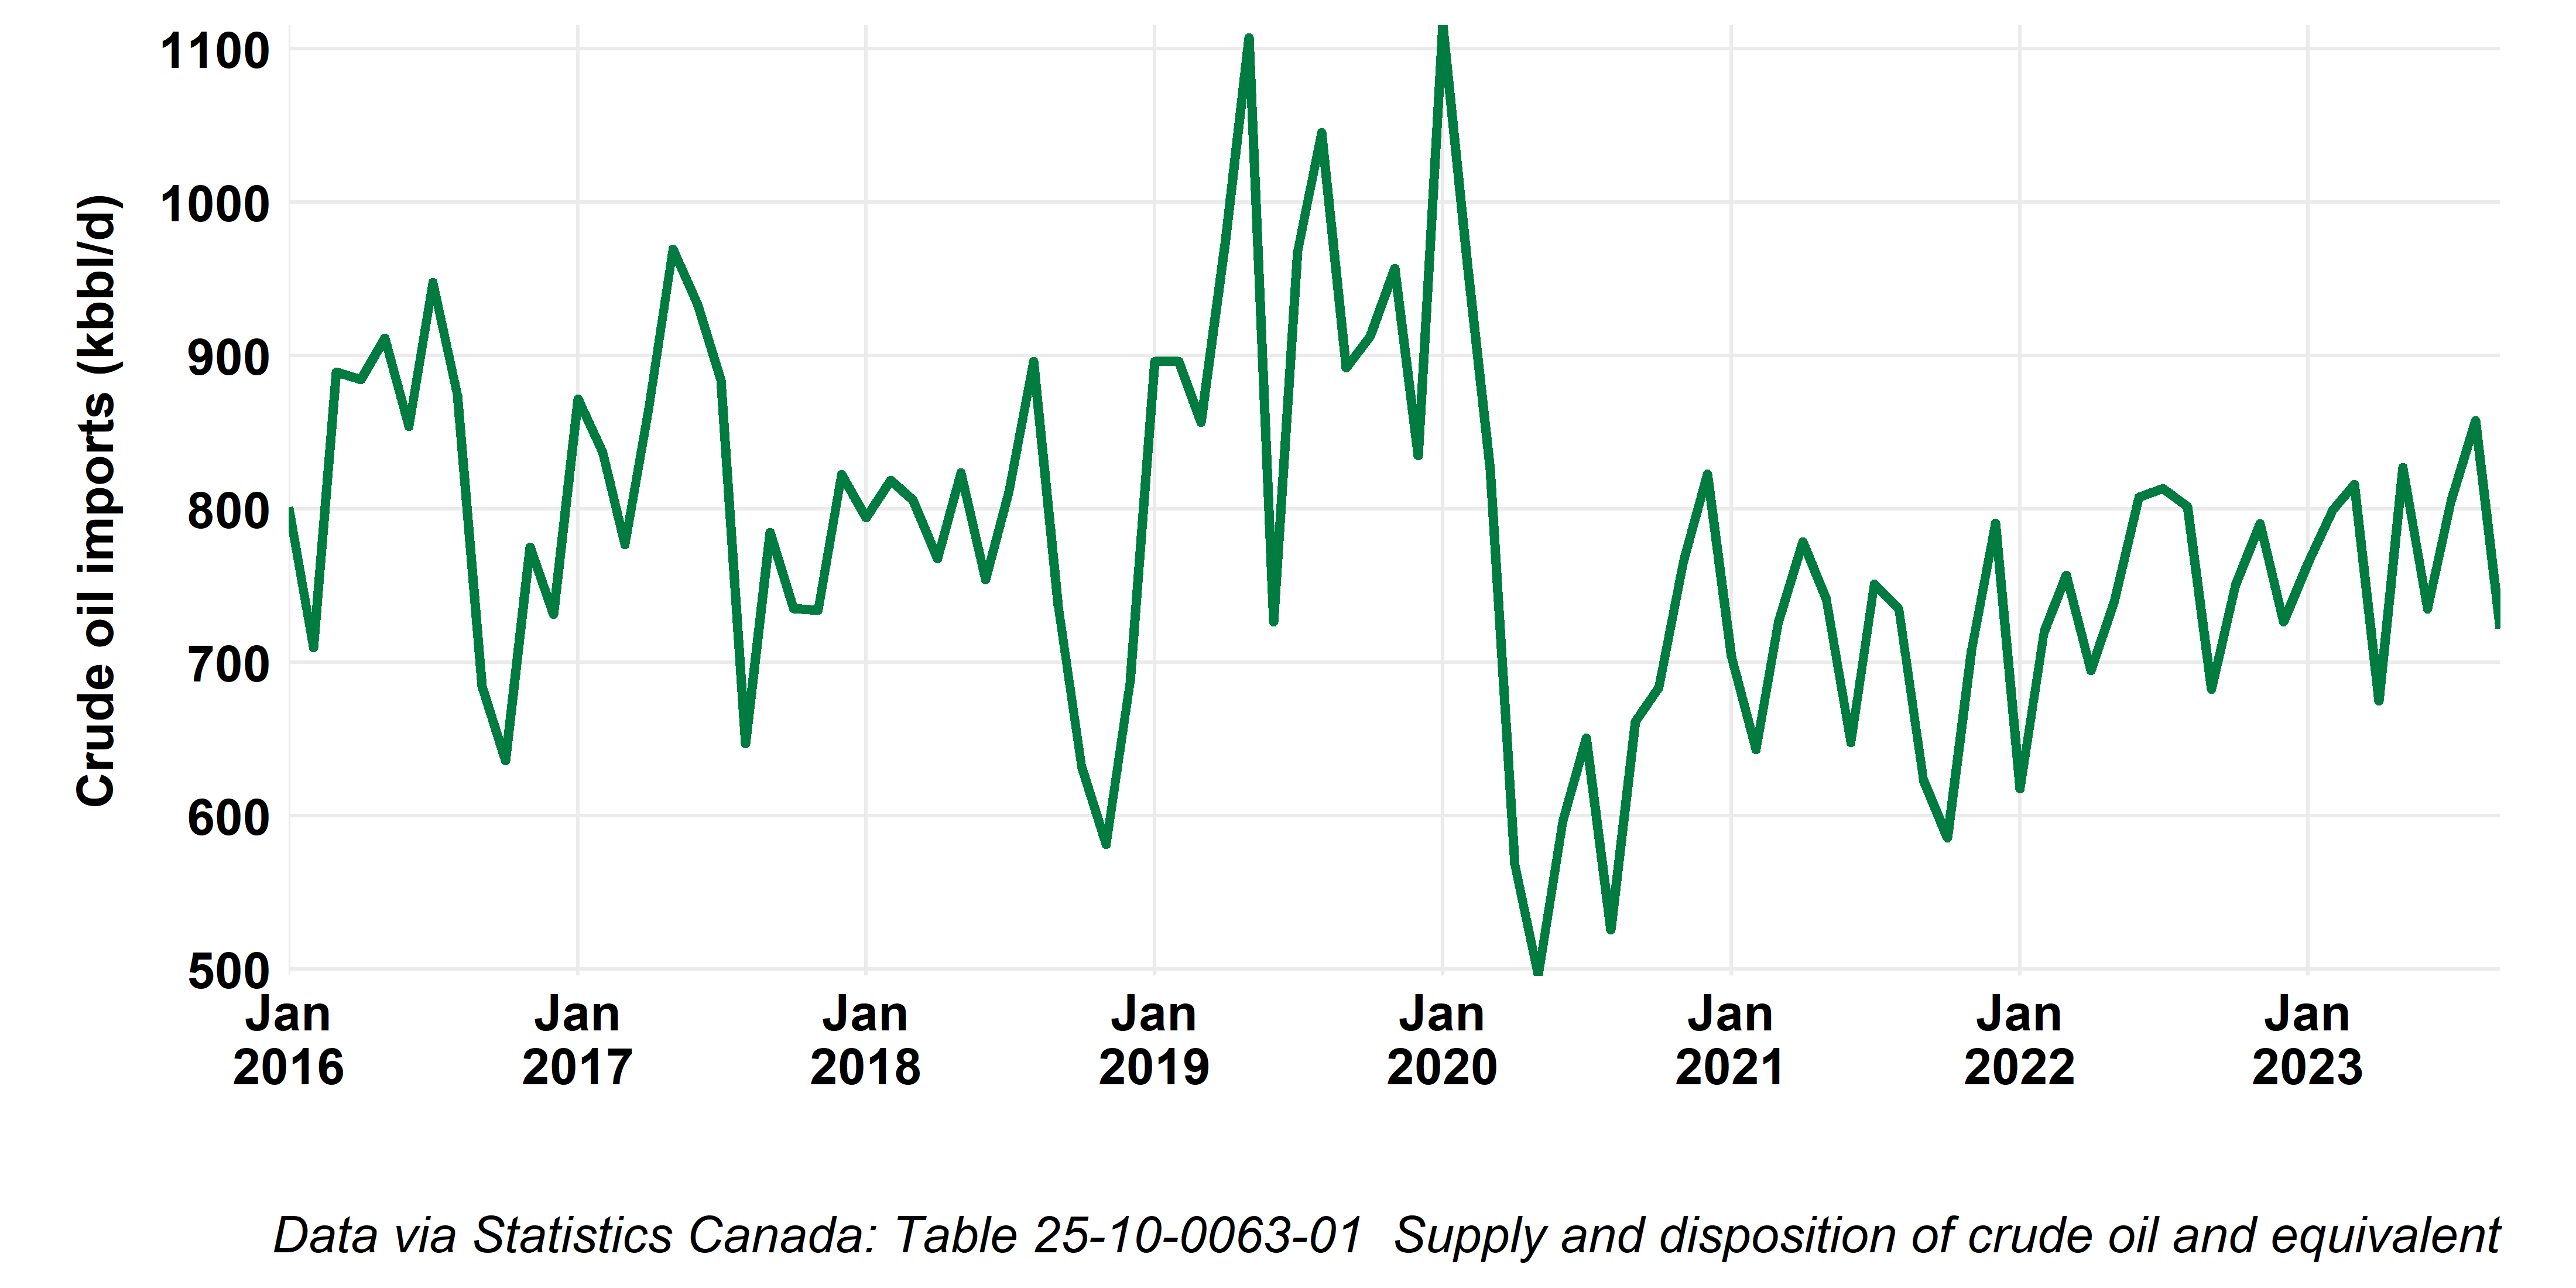 Crude oil imports (kbbl/d)
1100
1000
900
800
700
600
500
Jan 2016
Jan 2017
Jan 2018
Jan 2019
Jan 2020
Jan 2021
Jan 2022
Jan 2023
Data via Statistics Canada: Table 25-10-0063-01  Supply and disposition of crude oil and equivalent